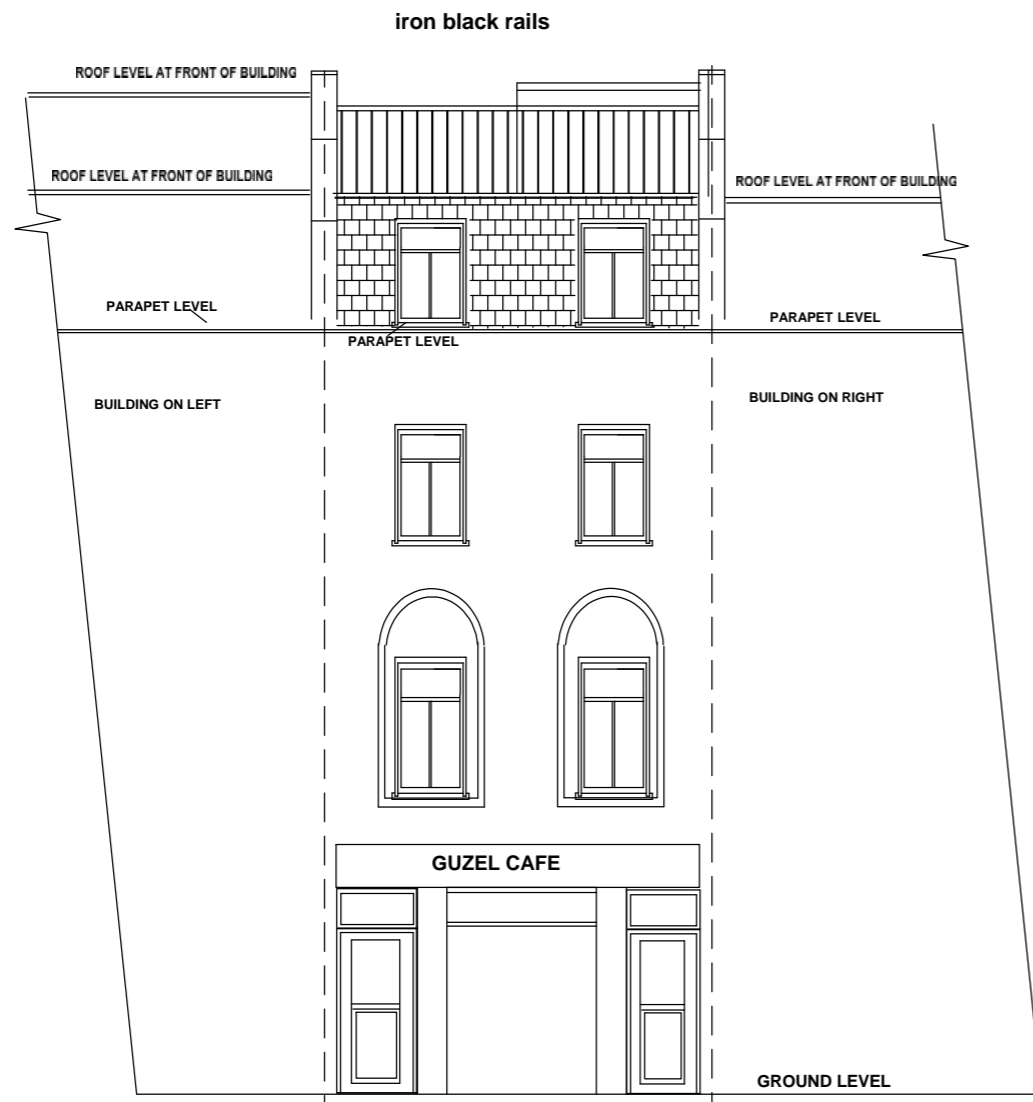 iron black rails
ROOF LEVEL AT FRONT OF BUILDING
ROOF LEVEL AT FRONT OF BUILDING
ROOF LEVEL AT FRONT OF BUILDING
PARAPET LEVEL
PARAPET LEVEL
PARAPET LEVEL
BUILDING ON LEFT
BUILDING ON RIGHT
GUZEL CAFE
GROUND LEVEL